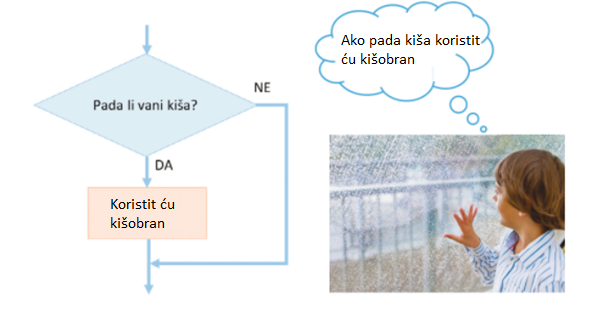 Pada li vani kiša?
NE
DA
Koristit ću
kišobran
Ako pada kiša koristit
ću kišobran